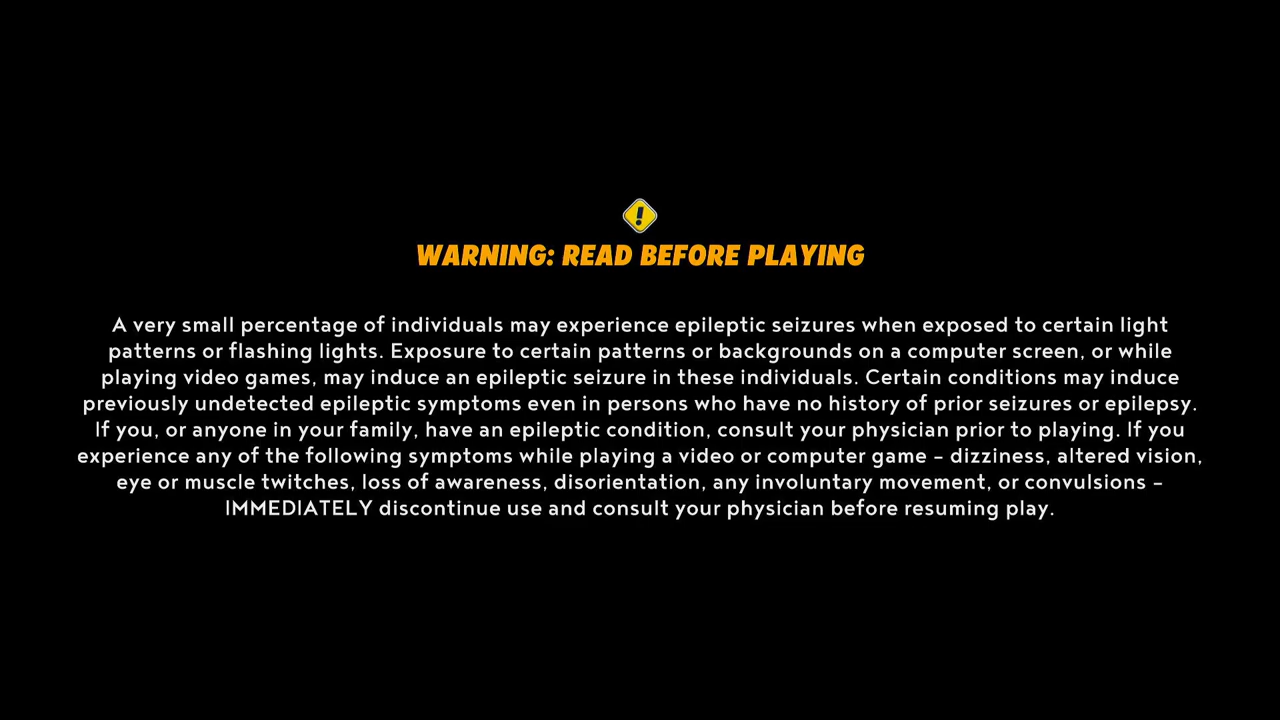 WARNING: READ BEFORE PLAYING
A very small percentage of individuals may experience epileptic seizures when exposed to certain light
patterns or flashing lights. Exposure to certain patterns or backgrounds on a computer screen, or while
playing video games, may induce an epileptic seizure in these individuals. Certain conditions may induce
previously undetected epileptic symptoms even in persons who have no history of prior seizures or epilepsy.
If you, or anyone in your family, have an epileptic condition, consult your physician prior to playing. If you
experience any of the following symptoms while playing a video or computer game – dizziness, altered vision,
eye or muscle twitches, loss of awareness, disorientation, any involuntary movement, or convulsions –
IMMEDIATELY discontinue use and consult your physician before resuming play.